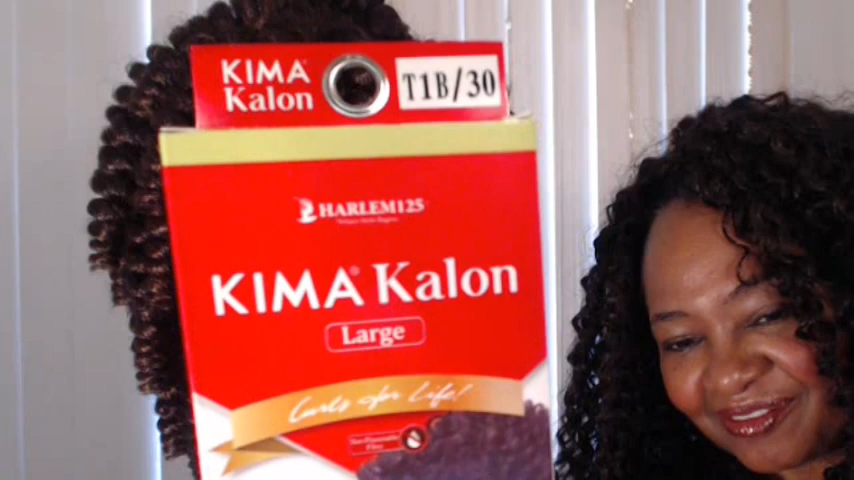 KIMA®
Kalon
T1B/30
HARLEM125
KIMA® Kalon
Large
Curls for Life!